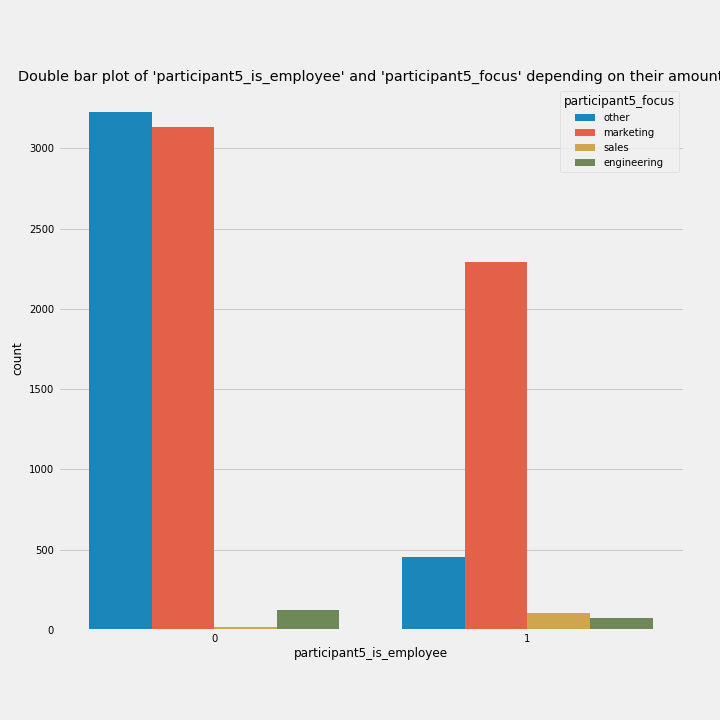 Double bar plot of 'participant5_is_employee' and 'participant5_focus' depending on their amount
participant5_focus
other
marketing
sales
engineering
3000
2500
2000
1500
1000
500
0
count
0
1
participant5_is_employee